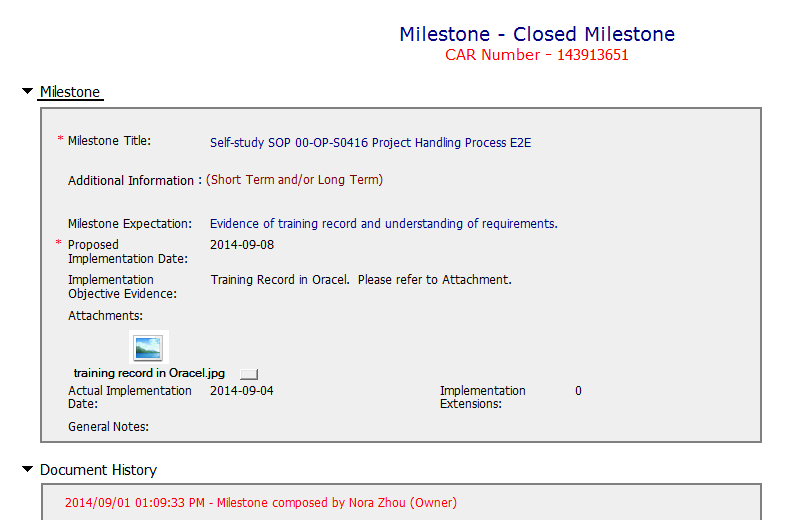 Milestone - Closed Milestone
CAR Number - 143913651
Milestone
* Milestone Title: Self-study SOP 00-OP-S0416 Project Handling Process E2E
Additional Information : (Short Term and/or Long Term)
Milestone Expectation: Evidence of training record and understanding of requirements.
* Proposed 2014-09-08
Implementation Date:
Implementation Training Record in Oracel. Please refer to Attachment.
Objective Evidence:
Attachments:
training record in Oracel.jpg
Actual Implementation 2014-09-04 Implementation 0
Date: Extensions:
General Notes:
Document History
2014/09/01 01:09:33 PM - Milestone composed by Nora Zhou (Owner)